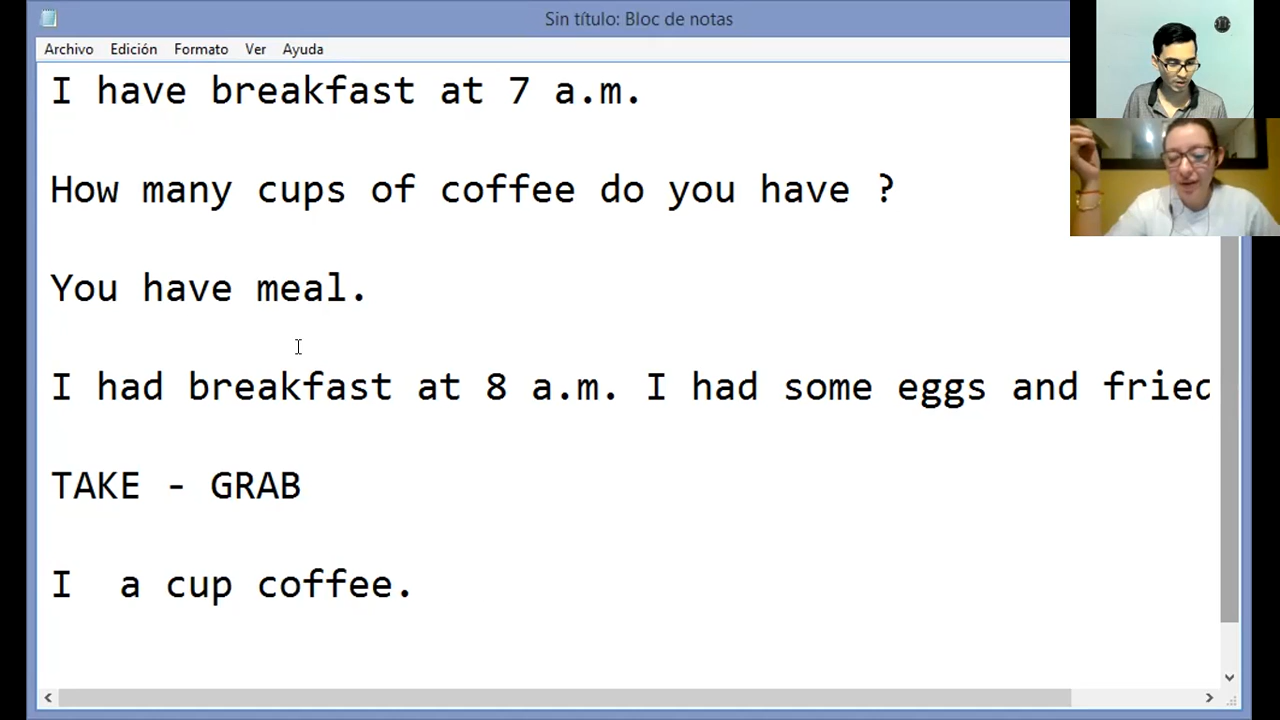 Sin título: Bloc de notas
Archivo Edición Formato Ver Ayuda
I have breakfast at 7 a.m.
How many cups of coffee do you have ?
You have meal.
I had breakfast at 8 a.m. I had some eggs and fried
TAKE - GRAB
I  a cup coffee.